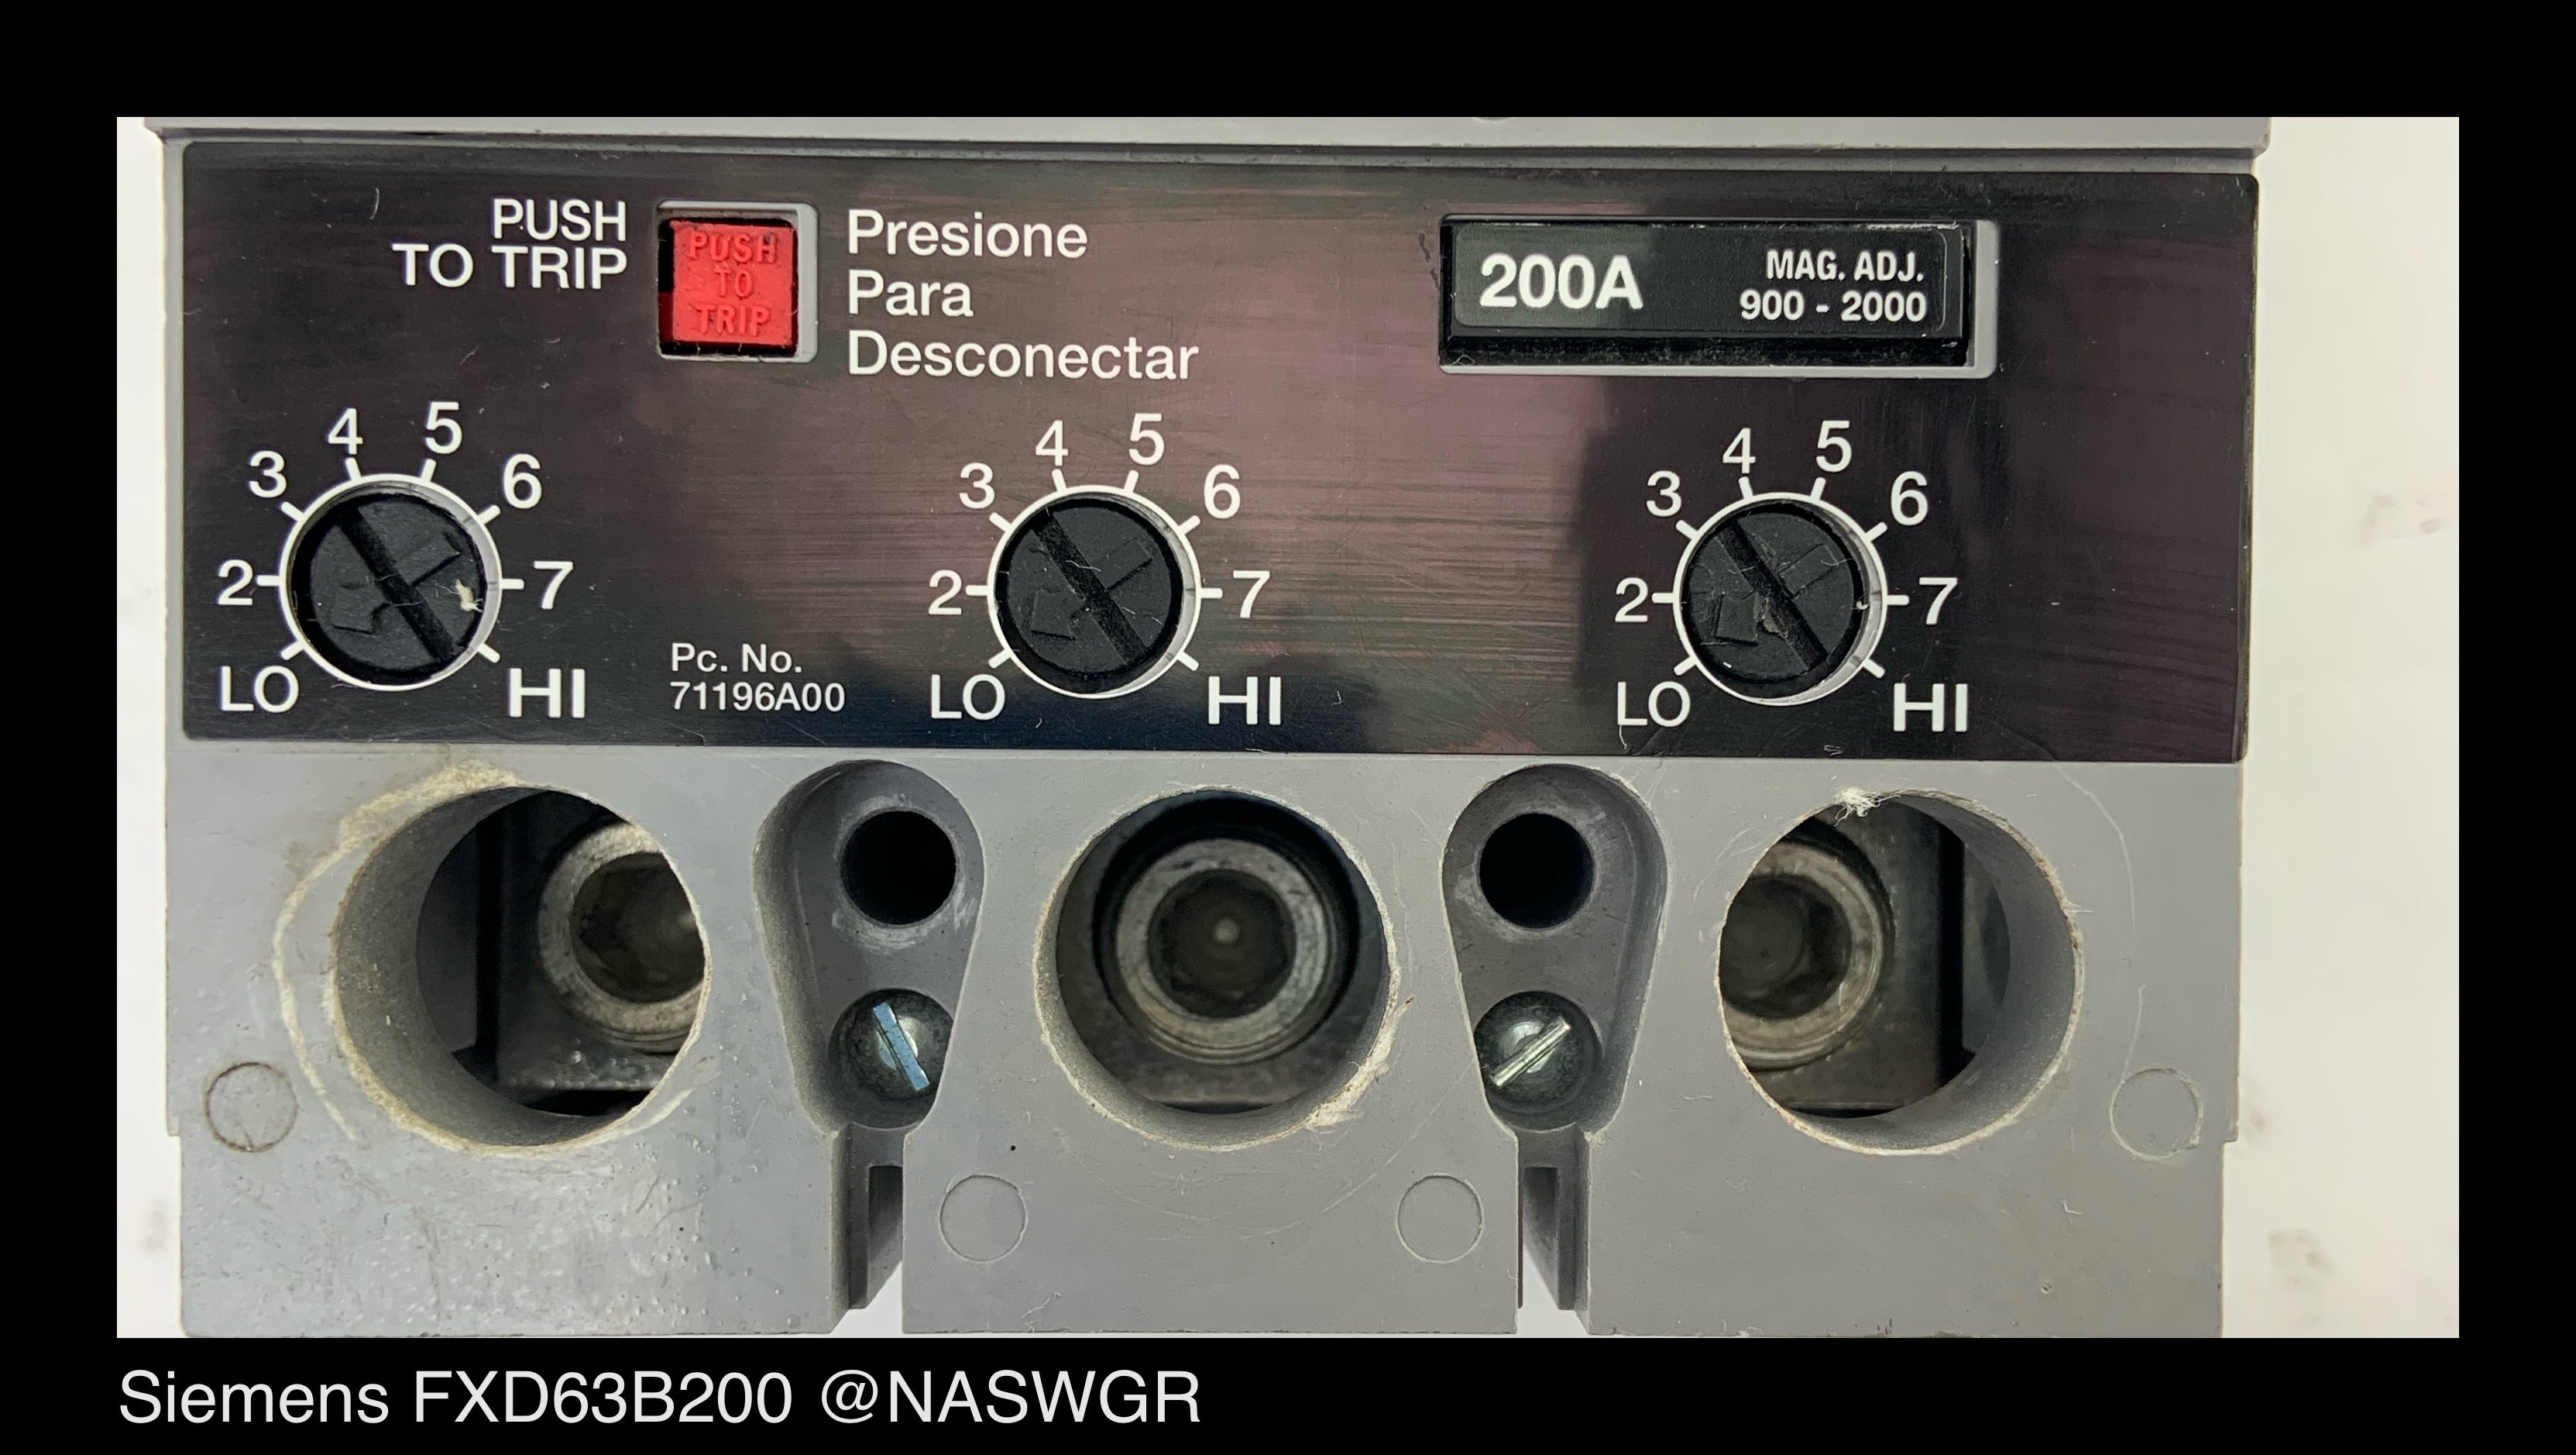 PUSH
TO TRIP
PUSH
TO
TRIP
Presione
Para
Desconectar
200A
MAG. ADJ.
900 - 2000
LO 2 3 4 5 6 7 HI
Pc. No.
71196A00
LO 2 3 4 5 6 7 HI
LO 2 3 4 5 6 7 HI
Siemens FXD63B200 @NASWGR